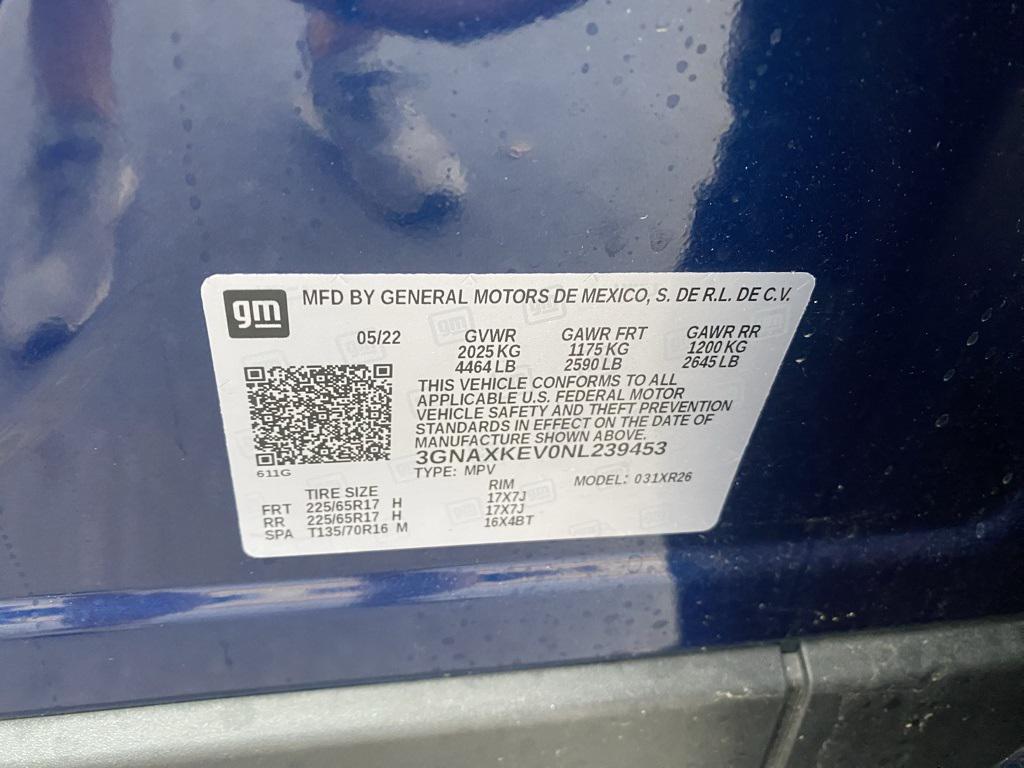 gm
MFD BY GENERAL MOTORS DE MEXICO, S. DE R.L. DE C.V.
05/22 GVWR GAWR FRT GAWR RR
2025 KG 1175 KG 1200 KG
4464 LB 2590 LB 2645 LB
THIS VEHICLE CONFORMS TO ALL
APPLICABLE U.S. FEDERAL MOTOR
VEHICLE SAFETY AND THEFT PREVENTION
STANDARDS IN EFFECT ON THE DATE OF
MANUFACTURE SHOWN ABOVE.
3GNAXKEV0NL239453
611G
TYPE: MPV MODEL: 031XR26
TIRE SIZE RIM
FRT 225/65R17 H 17X7J
RR 225/65R17 H 17X7J
SPA T135/70R16 M 16X4BT